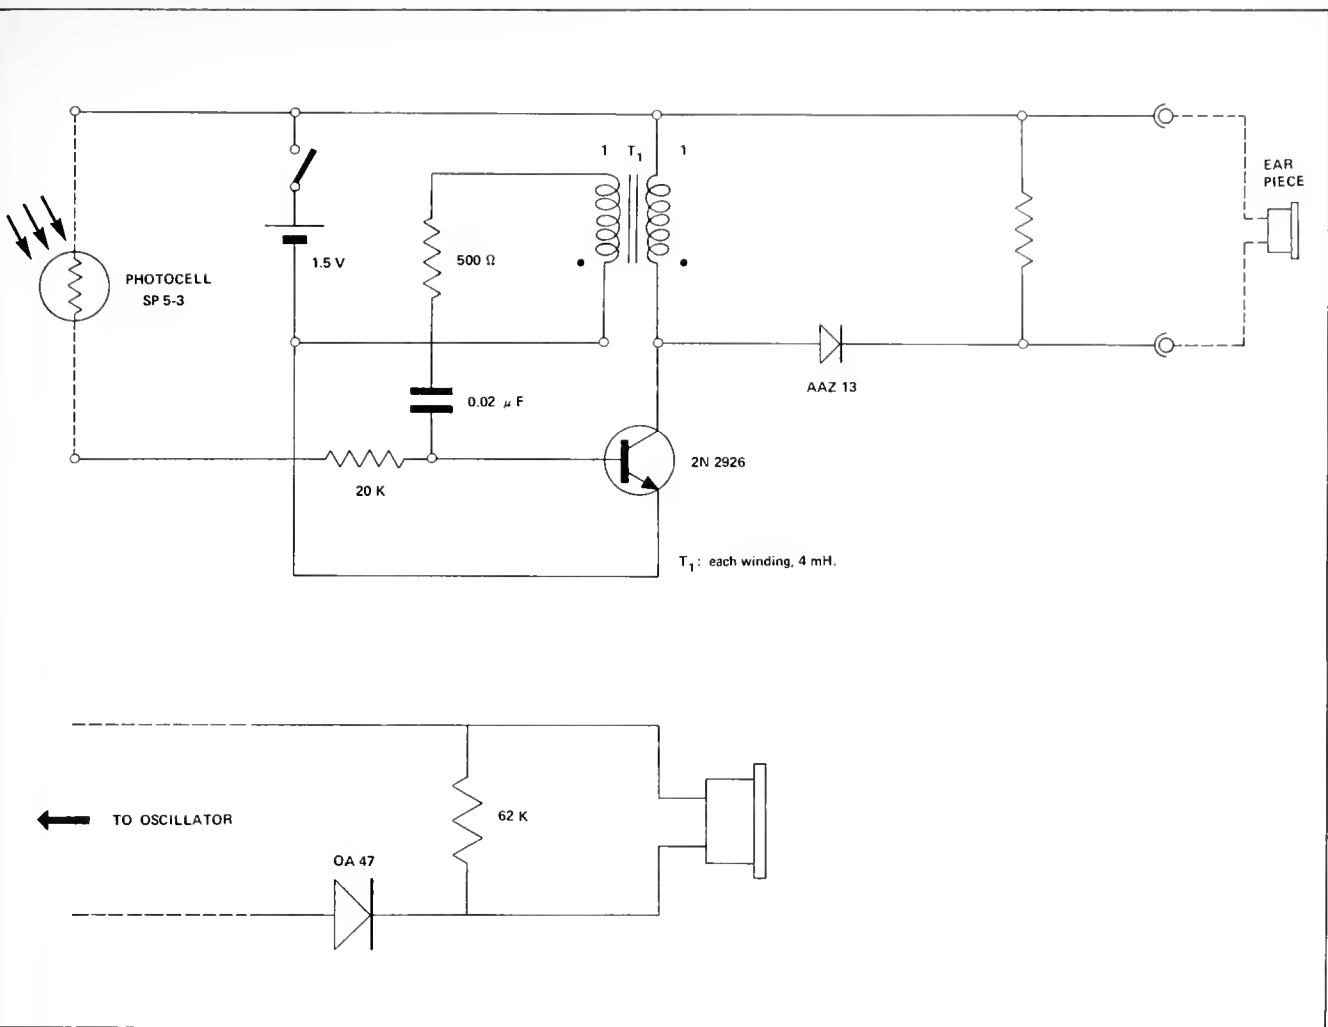 1 T1 1
EAR
PIECE
PHOTOCELL
SP 5-3
1.5 V
500 Ω
0.02 μ F
AAZ 13
20 K
2N 2926
T1: each winding, 4 mH.
62 K
TO OSCILLATOR
OA 47